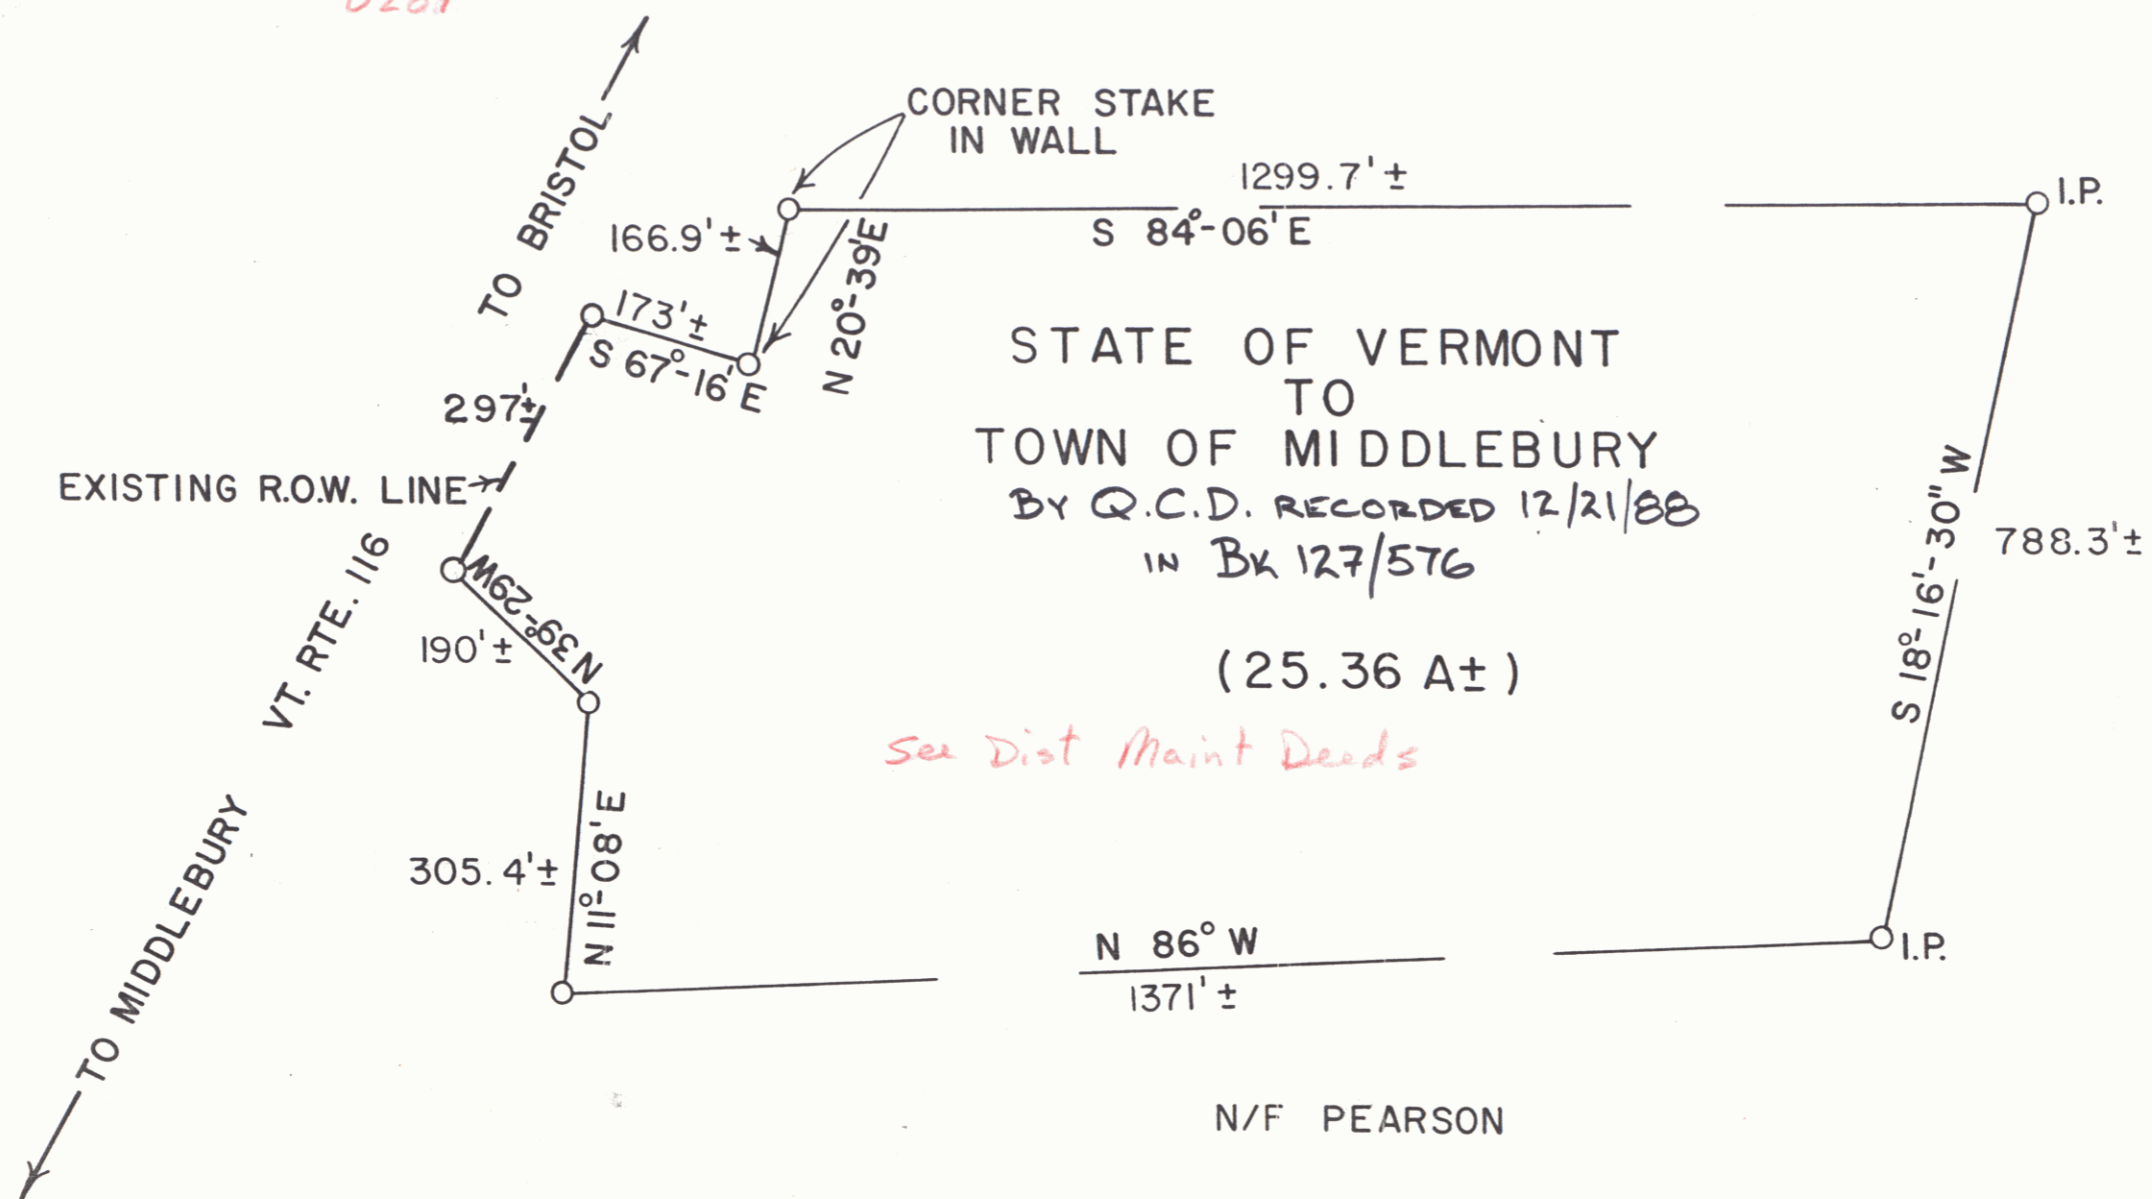 TO BRISTOL
CORNER STAKE
IN WALL
1299.7'±
I.P.
S 84°-06'E
166.9'±
N 20°-39'E
173'±
S 67°-16'E
297'±
EXISTING R.O.W. LINE
STATE OF VERMONT
TO
TOWN OF MIDDLEBURY
BY Q.C.D. RECORDED 12/21/88
IN BK 127/576
(25.36 A±)
See Dist Maint Deeds
S 18°-16'-30"W
788.3'±
VT. RTE. 116
N39°-29W
190'±
305.4'±
N 11°-08'E
TO MIDDLEBURY
N 86° W
1371'±
I.P.
N/F PEARSON